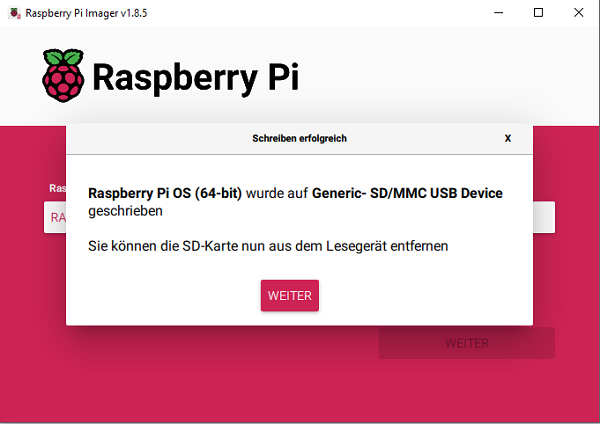 Raspberry Pi Imager v1.8.5
Raspberry Pi
Schreiben erfolgreich
X
Ras
RA
Raspberry Pi OS (64-bit) wurde auf Generic- SD/MMC USB Device
geschrieben
Sie können die SD-Karte nun aus dem Lesegerät entfernen
WEITER
WEITER